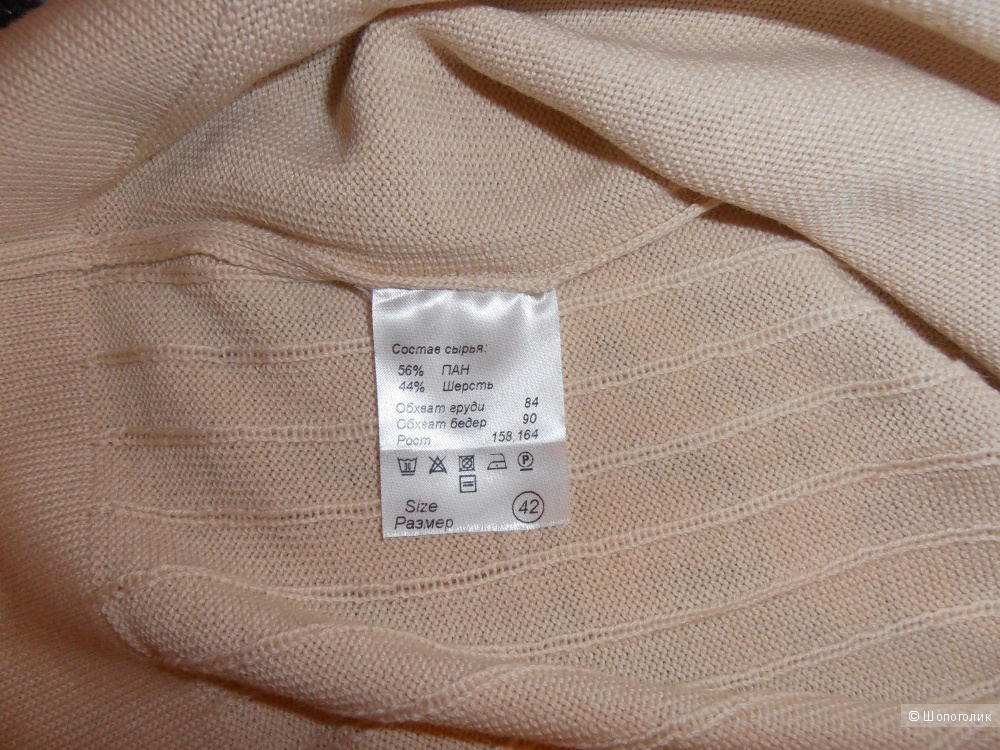 Состав сырья:
56% ПАН
44% Шерсть
Обхват груди 84
Обхват бедер 90
Рост 158,164
P
Size
Размер 42
© Шопоголик